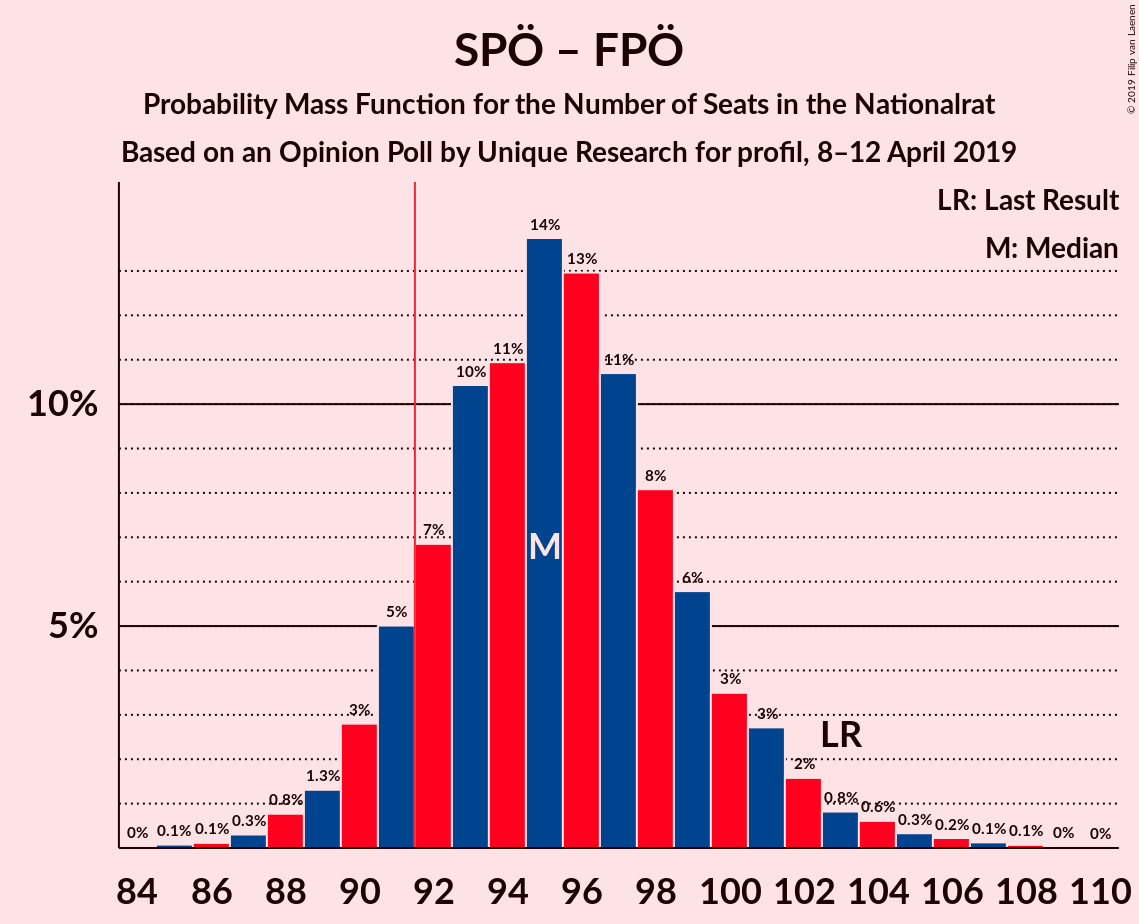 SPÖ – FPÖ
Probability Mass Function for the Number of Seats in the Nationalrat
Based on an Opinion Poll by Unique Research for profil, 8–12 April 2019
© 2019 Filip van Laenen
LR: Last Result
M: Median
10%
5%
0% 0.1% 0.1% 0.3% 0.8% 1.3% 3% 5% 7% 10% 11% 14% 13% 11% 8% 6% 3% 3% 2% 0.8% 0.6% 0.3% 0.2% 0.1% 0.1% 0% 0%
M
LR
84 86 88 90 92 94 96 98 100 102 104 106 108 110